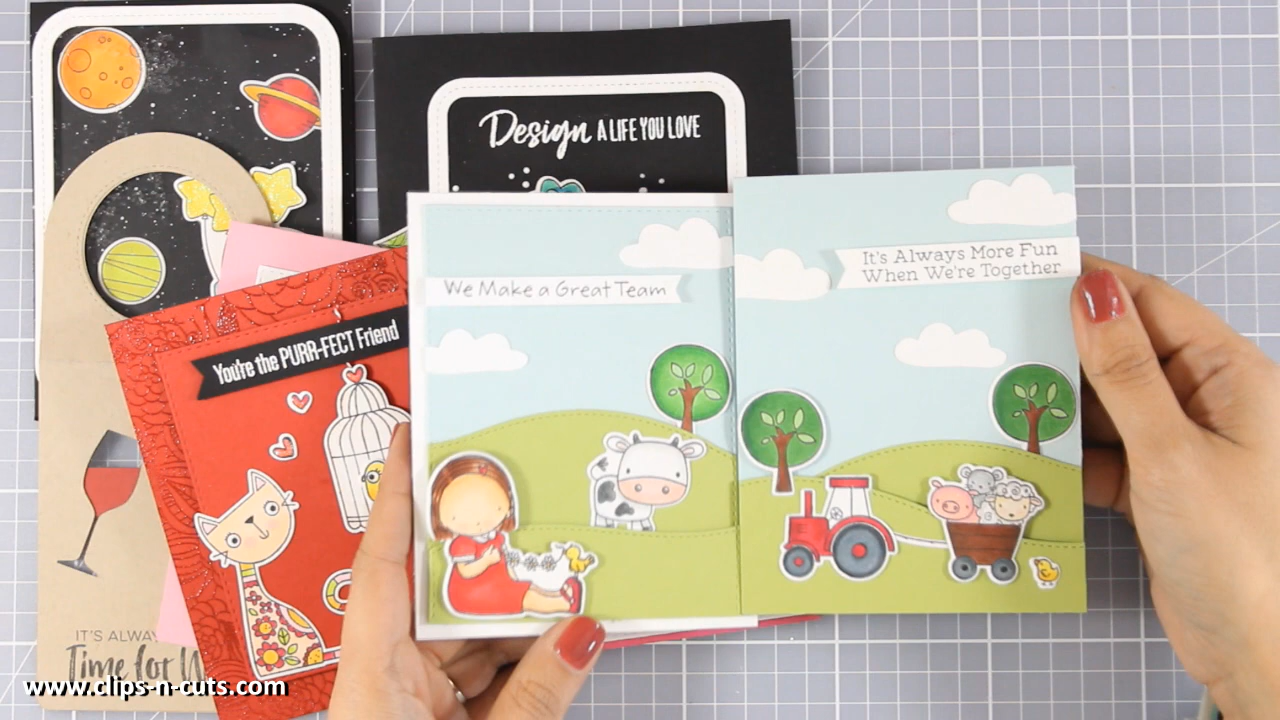 Design A LIFE YOU LOVE
It's Always More Fun
When We're Together
We Make a Great Team
You're the PURR-FECT Friend
IT'S ALWAY
Time for W
www.clips-n-cuts.com